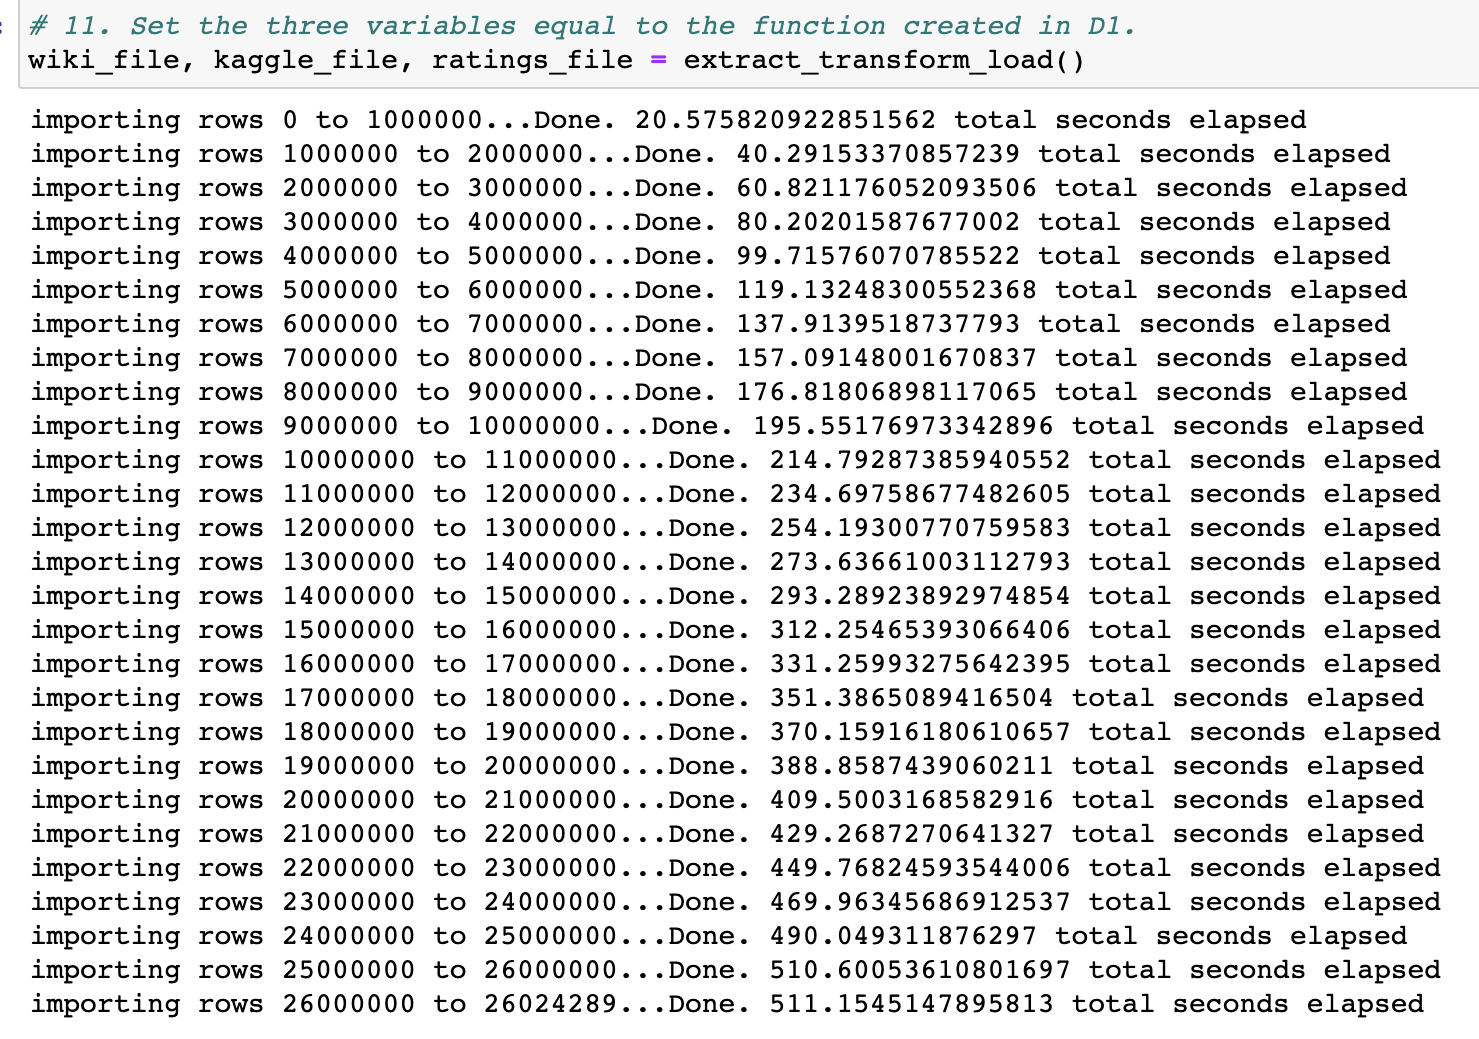 # 11. Set the three variables equal to the function created in D1.
wiki_file, kaggle_file, ratings_file = extract_transform_load()
importing rows 0 to 1000000...Done. 20.575820922851562 total seconds elapsed
importing rows 1000000 to 2000000...Done. 40.29153370857239 total seconds elapsed
importing rows 2000000 to 3000000...Done. 60.821176052093506 total seconds elapsed
importing rows 3000000 to 4000000...Done. 80.20201587677002 total seconds elapsed
importing rows 4000000 to 5000000...Done. 99.71576070785522 total seconds elapsed
importing rows 5000000 to 6000000...Done. 119.13248300552368 total seconds elapsed
importing rows 6000000 to 7000000...Done. 137.9139518737793 total seconds elapsed
importing rows 7000000 to 8000000...Done. 157.09148001670837 total seconds elapsed
importing rows 8000000 to 9000000...Done. 176.81806898117065 total seconds elapsed
importing rows 9000000 to 10000000...Done. 195.55176973342896 total seconds elapsed
importing rows 10000000 to 11000000...Done. 214.79287385940552 total seconds elapsed
importing rows 11000000 to 12000000...Done. 234.69758677482605 total seconds elapsed
importing rows 12000000 to 13000000...Done. 254.19300770759583 total seconds elapsed
importing rows 13000000 to 14000000...Done. 273.63661003112793 total seconds elapsed
importing rows 14000000 to 15000000...Done. 293.28923892974854 total seconds elapsed
importing rows 15000000 to 16000000...Done. 312.25465393066406 total seconds elapsed
importing rows 16000000 to 17000000...Done. 331.25993275642395 total seconds elapsed
importing rows 17000000 to 18000000...Done. 351.3865089416504 total seconds elapsed
importing rows 18000000 to 19000000...Done. 370.15916180610657 total seconds elapsed
importing rows 19000000 to 20000000...Done. 388.8587439060211 total seconds elapsed
importing rows 20000000 to 21000000...Done. 409.5003168582916 total seconds elapsed
importing rows 21000000 to 22000000...Done. 429.2687270641327 total seconds elapsed
importing rows 22000000 to 23000000...Done. 449.76824593544006 total seconds elapsed
importing rows 23000000 to 24000000...Done. 469.96345686912537 total seconds elapsed
importing rows 24000000 to 25000000...Done. 490.049311876297 total seconds elapsed
importing rows 25000000 to 26000000...Done. 510.60053610801697 total seconds elapsed
importing rows 26000000 to 26024289...Done. 511.1545147895813 total seconds elapsed